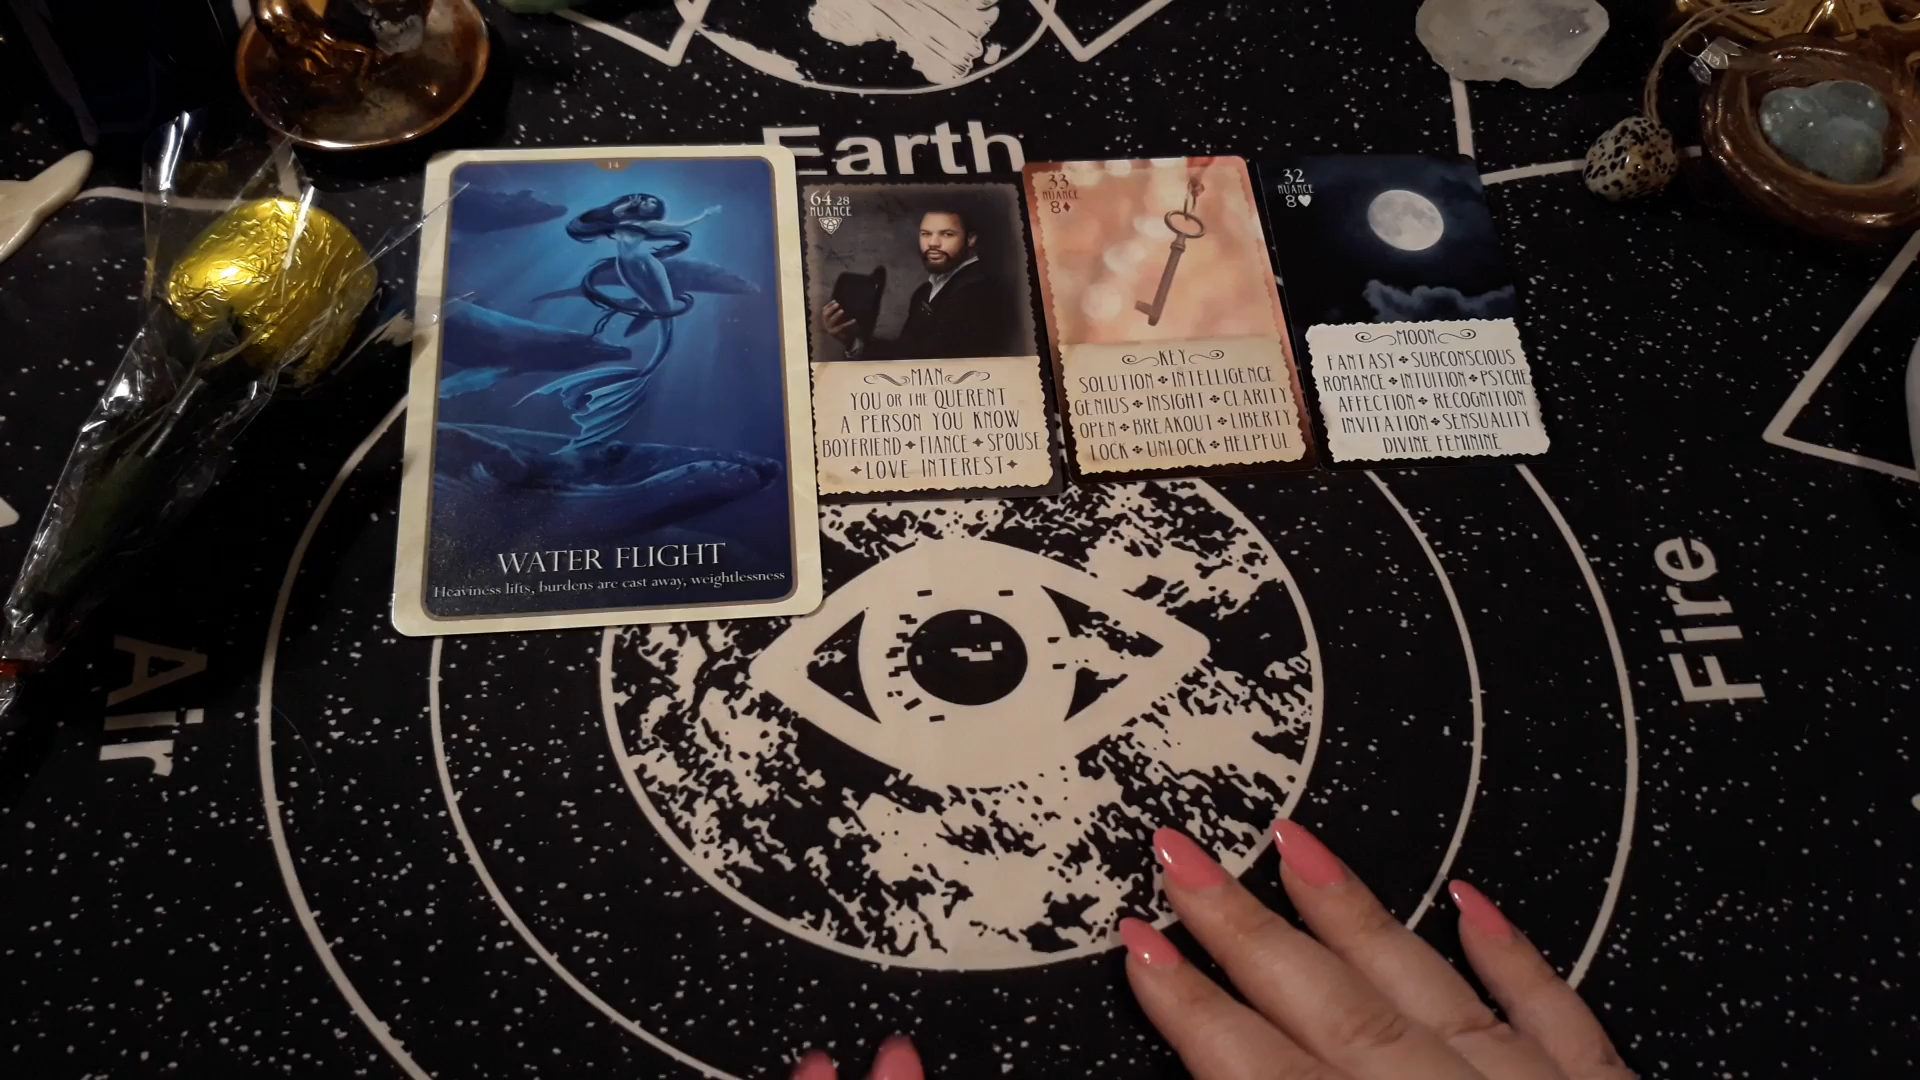 Earth
14
WATER FLIGHT
Heaviness lifts, burdens are cast away, weightlessness
64 28
NUANCE
MAN
YOU OR THE QUERENT
A PERSON YOU KNOW
BOYFRIEND ✦ FIANCE ✦ SPOUSE
✦ LOVE INTEREST ✦
33
NUANCE
8♦
KEY
SOLUTION ✤ INTELLIGENCE
GENIUS ✤ INSIGHT ✤ CLARITY
OPEN ✤ BREAKOUT ✤ LIBERTY
LOCK ✤ UNLOCK ✤ HELPFUL
32
NUANCE
8♥
MOON
FANTASY ✤ SUBCONSCIOUS
ROMANCE ✤ INTUITION ✤ PSYCHE
AFFECTION ✤ RECOGNITION
INVITATION ✤ SENSUALITY
DIVINE FEMININE
Air
Fire